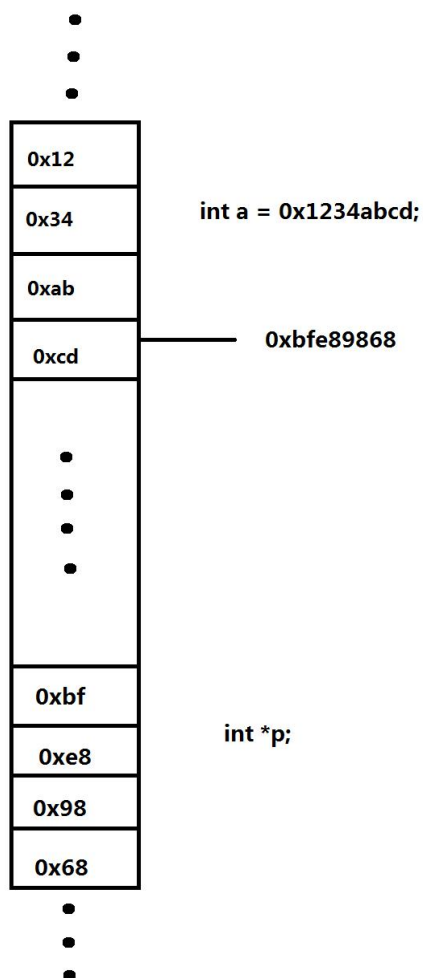 0x12
0x34
int a = 0x1234abcd;
0xab
0xbfe89868
0xcd
0xbf
int *p;
0xe8
0x98
0x68